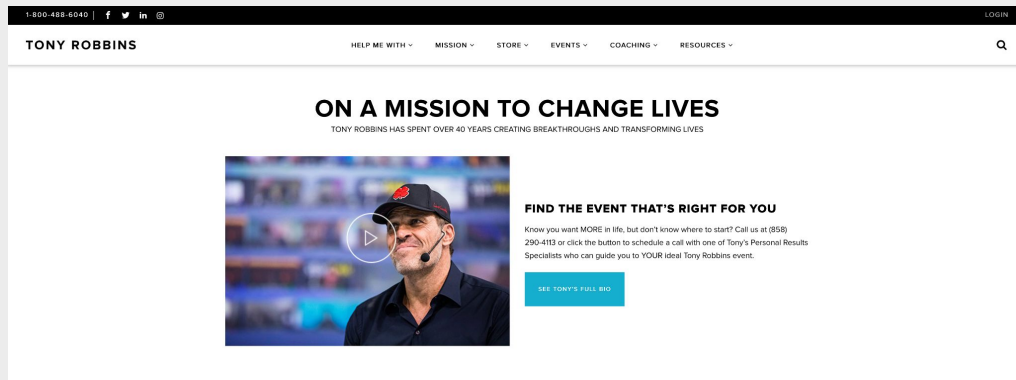 1-800-488-6040 |
LOGIN
TONY ROBBINS
HELP ME WITH
MISSION
STORE
EVENTS
COACHING
RESOURCES
ON A MISSION TO CHANGE LIVES
TONY ROBBINS HAS SPENT OVER 40 YEARS CREATING BREAKTHROUGHS AND TRANSFORMING LIVES
FIND THE EVENT THAT'S RIGHT FOR YOU
Know you want MORE in life, but don't know where to start? Call us at (858)
290-4113 or click the button to schedule a call with one of Tony's Personal Results
Specialists who can guide you to YOUR ideal Tony Robbins event.
SEE TONY'S FULL BIO